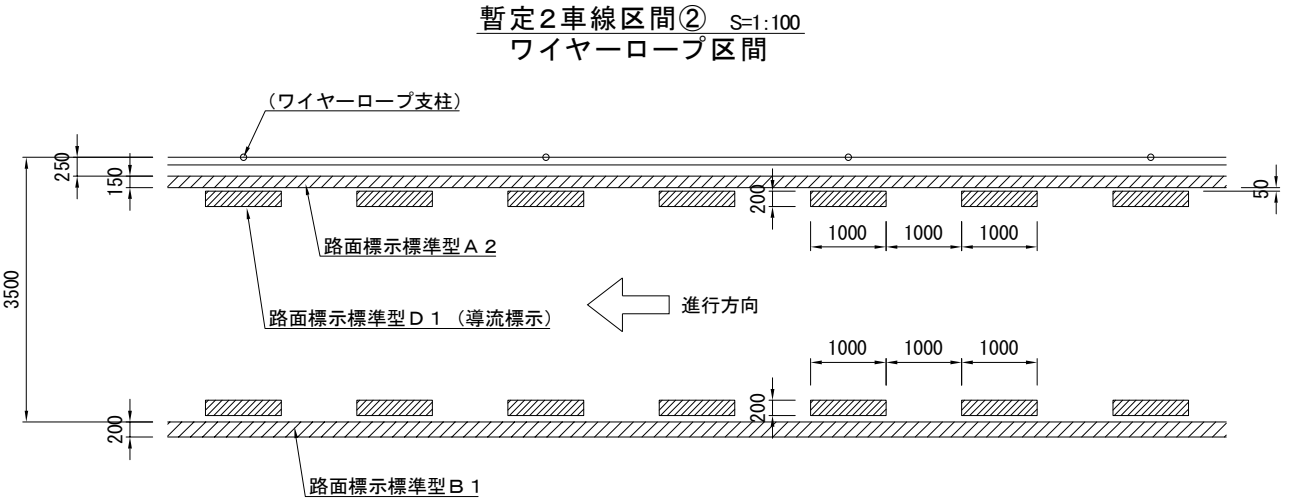 暫定2車線区間② S=1:100
ワイヤーロープ区間
(ワイヤーロープ支柱)
250
150
200
50
1000 1000 1000
路面標示標準型A2
3500
進行方向
路面標示標準型D1 (導流標示)
1000 1000 1000
200
200
路面標示標準型B1